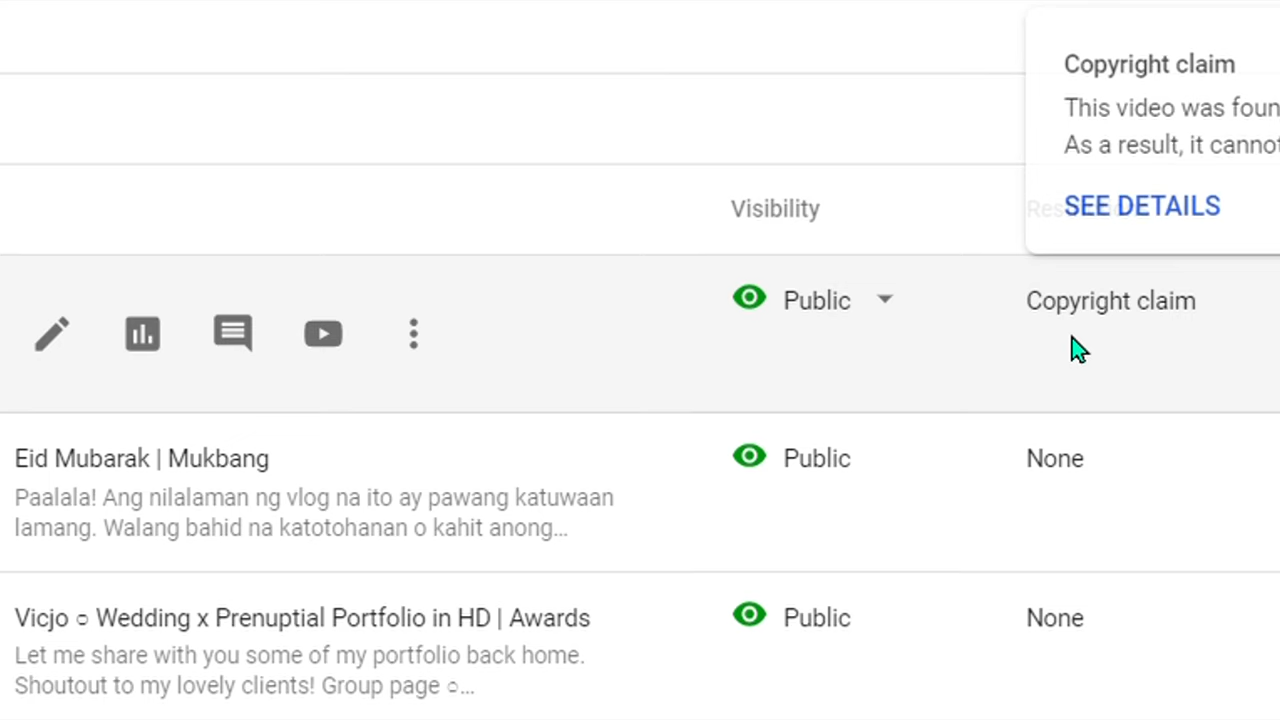 Copyright claim
This video was foun
As a result, it cannot
SEE DETAILS
Visibility
Public
Copyright claim
Eid Mubarak | Mukbang
Public
None
Paalala! Ang nilalaman ng vlog na ito ay pawang katuwaan
lamang. Walang bahid na katotohanan o kahit anong…
Vicjo ○ Wedding x Prenuptial Portfolio in HD | Awards
Public
None
Let me share with you some of my portfolio back home.
Shoutout to my lovely clients! Group page ○…